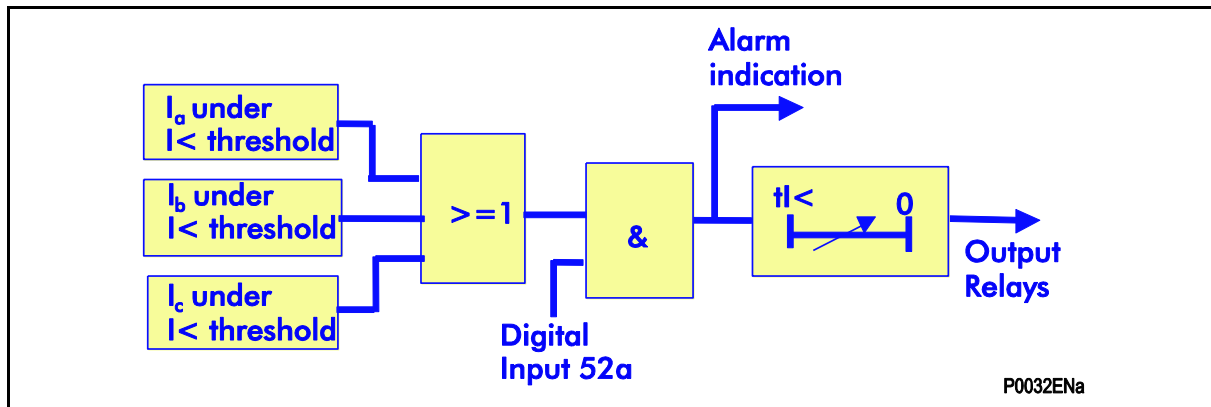 Alarm
indication
Ia under
I< threshold
Ib under
I< threshold
Ic under
I< threshold
>=1
&
tI<
0
Digital
Input 52a
Output
Relays
P0032ENa